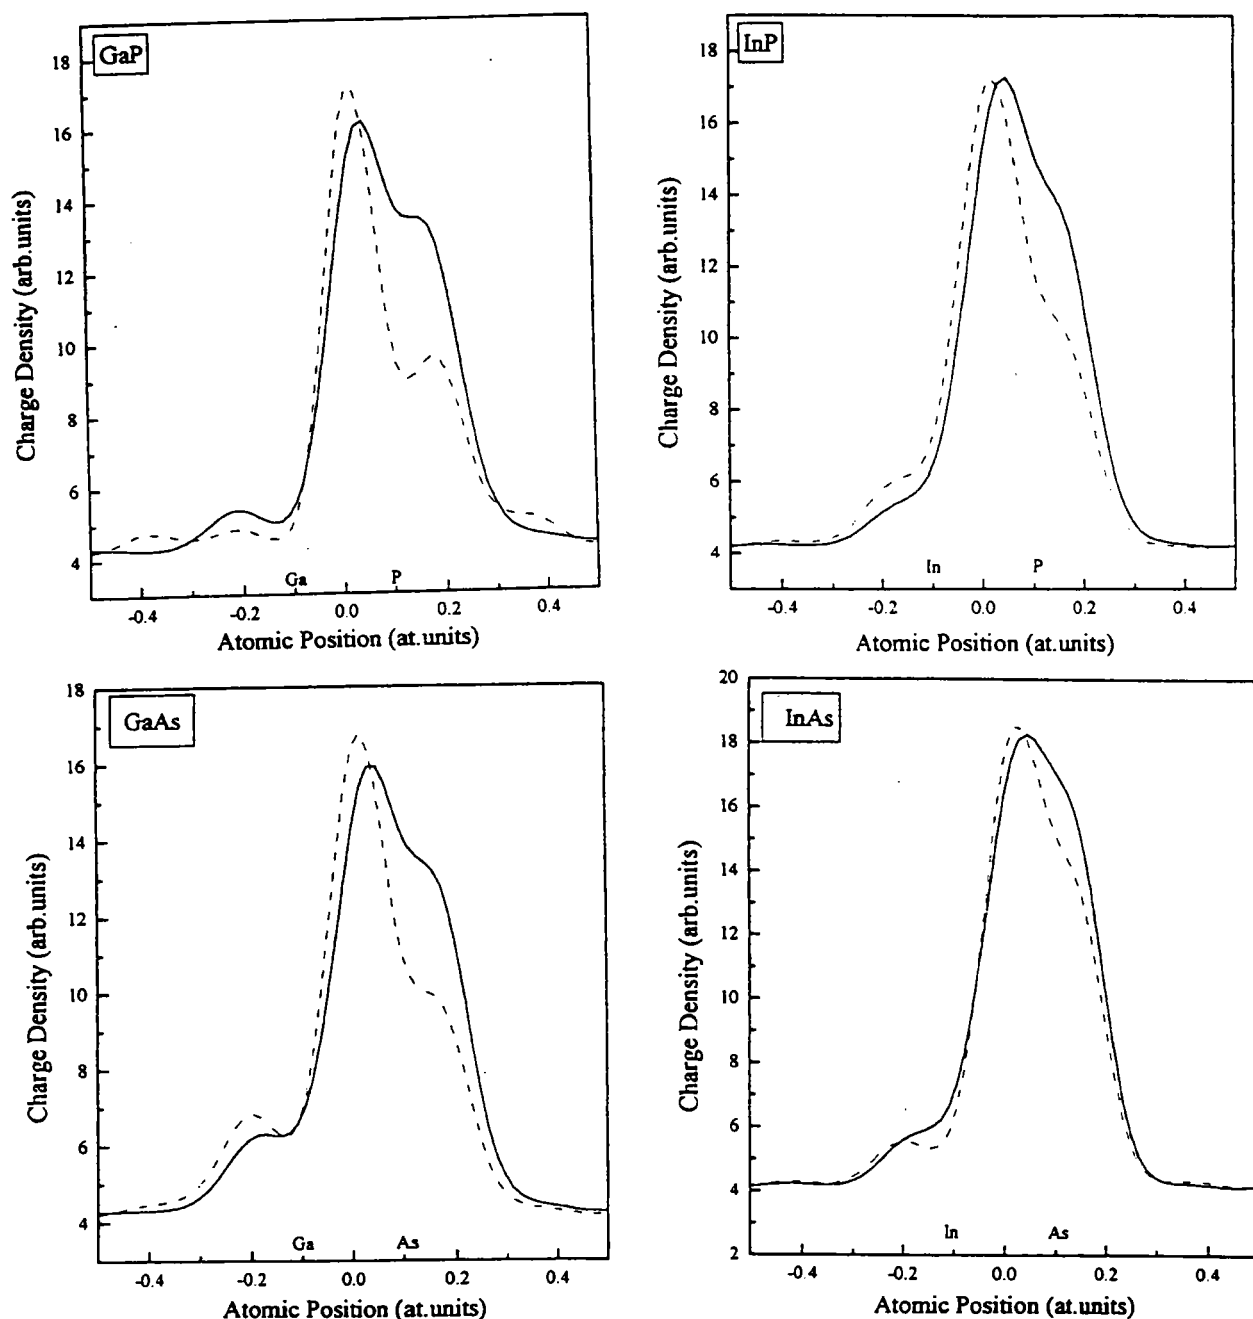 GaP
18
16
14
12
10
8
6
4
Charge Density (arb.units)
Ga
P
-0.4
-0.2
0.0
0.2
0.4
Atomic Position (at.units)
InP
18
16
14
12
10
8
6
4
Charge Density (arb.units)
In
P
-0.4
-0.2
0.0
0.2
0.4
Atomic Position (at.units)
GaAs
18
16
14
12
10
8
6
4
Charge Density (arb.units)
Ga
As
-0.4
-0.2
0.0
0.2
0.4
Atomic Position (at.units)
InAs
20
18
16
14
12
10
8
6
4
2
Charge Density (arb.units)
In
As
-0.4
-0.2
0.0
0.2
0.4
Atomic Position (at.units)